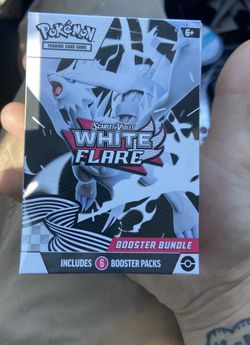 POKÉMON
TRADING CARD GAME
6+
SCARLET & VIOLET
WHITE
FLARE
BOOSTER BUNDLE
INCLUDES 6 BOOSTER PACKS